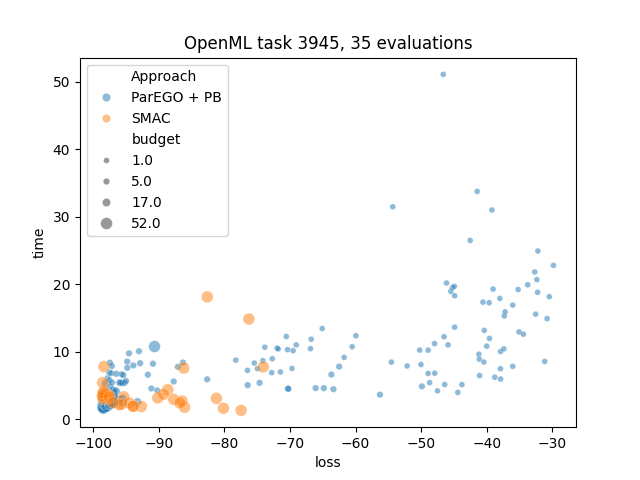 OpenML task 3945, 35 evaluations
Approach
ParEGO + PB
SMAC
budget
1.0
5.0
17.0
52.0
time
50
40
30
20
10
0
−100
−90
−80
−70
−60
−50
−40
−30
loss